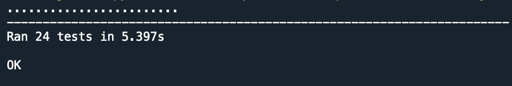 ........................
----------------------------------------------------------------------
Ran 24 tests in 5.397s
OK